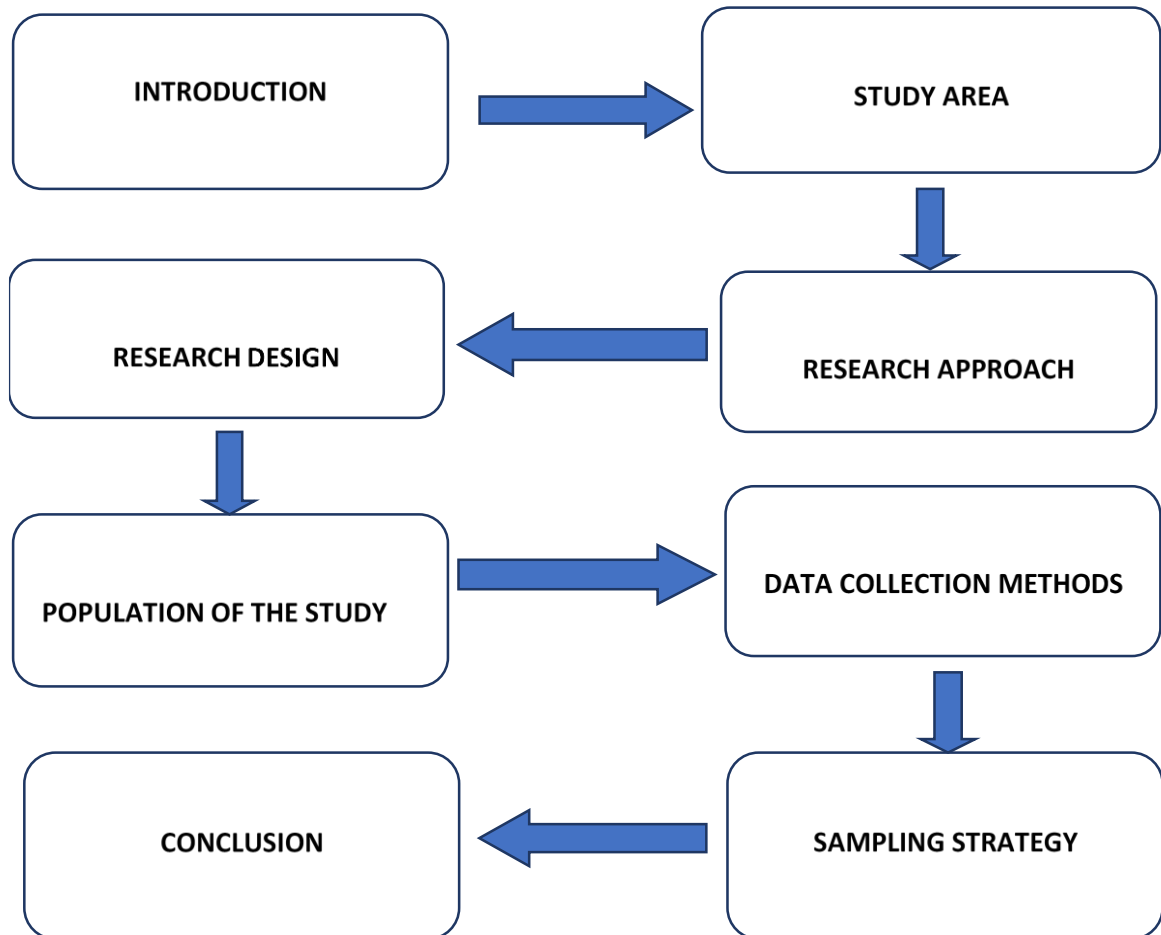 INTRODUCTION
STUDY AREA
RESEARCH APPROACH
RESEARCH DESIGN
POPULATION OF THE STUDY
DATA COLLECTION METHODS
SAMPLING STRATEGY
CONCLUSION